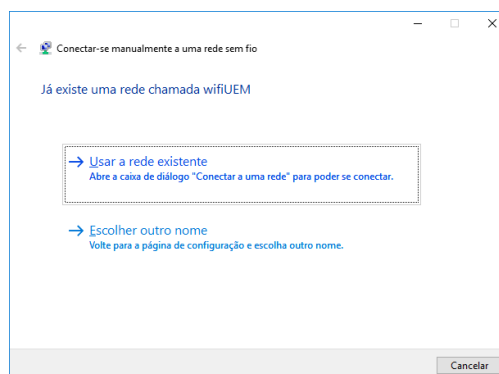 Conectar-se manualmente a uma rede sem fio
Já existe uma rede chamada wifiUEM
Usar a rede existente
Abre a caixa de diálogo "Conectar a uma rede" para poder se conectar.
Escolher outro nome
Volte para a página de configuração e escolha outro nome.
Cancelar